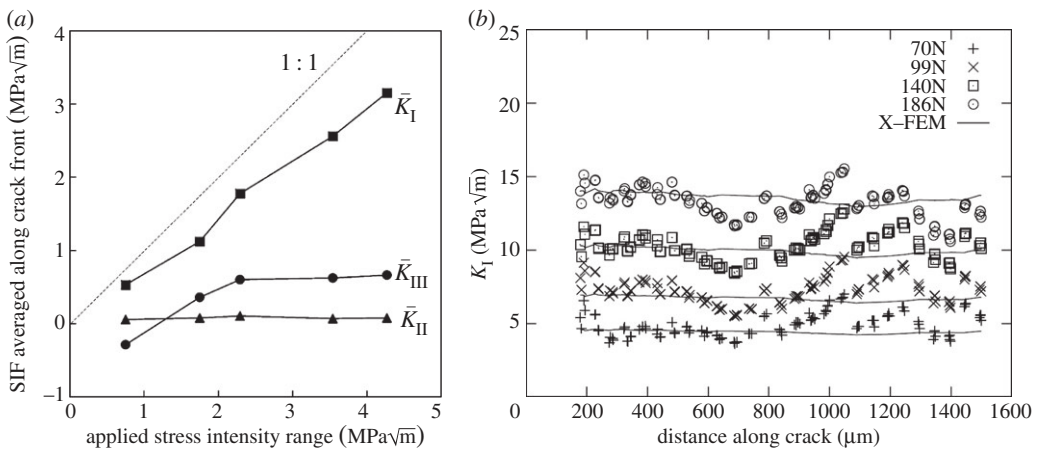 (a)
4
3
2
1
0
−1
SIF averaged along crack front (MPa√m)
1 : 1
K̄I
K̄III
K̄II
0 1 2 3 4 5
applied stress intensity range (MPa√m)
(b)
25
20
15
10
5
0
KI (MPa √m)
70N
99N
140N
186N
X–FEM
200 400 600 800 1000 1200 1400 1600
distance along crack (μm)